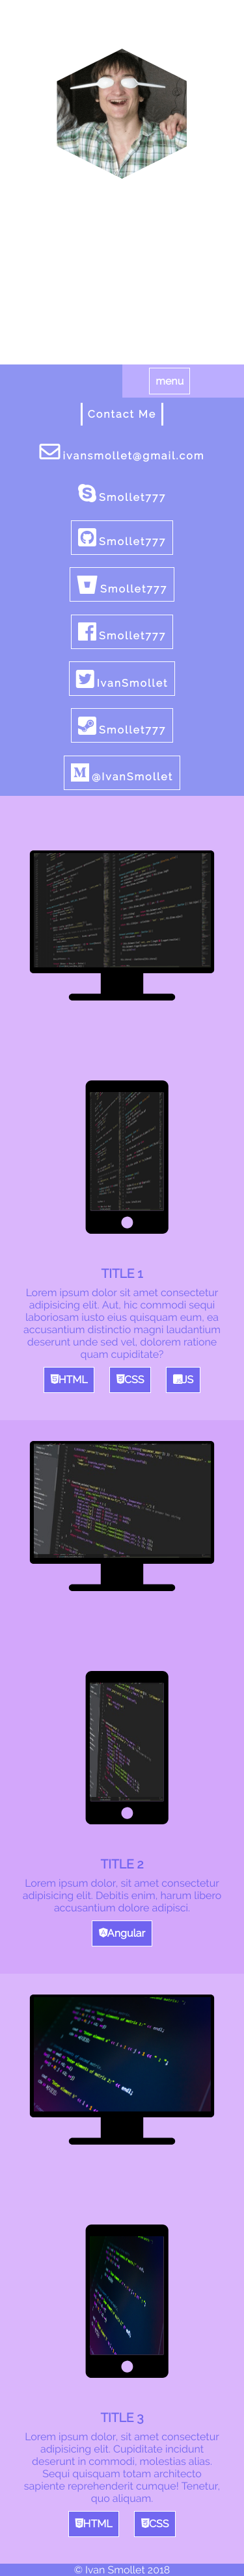 menu
Contact Me
ivansmollet@gmail.com
Smollet777
Smollet777
Smollet777
Smollet777
IvanSmollet
Smollet777
@IvanSmollet
TITLE 1
Lorem ipsum dolor sit amet consectetur
adipisicing elit. Aut, hic commodi sequi
laboriosam iusto eius quisquam eum, ea
accusantium distinctio magni laudantium
deserunt unde sed vel, dolorem ratione
quam cupiditate?
HTML CSS JS
TITLE 2
Lorem ipsum dolor, sit amet consectetur
adipisicing elit. Debitis enim, harum libero
accusantium dolore adipisci.
Angular
TITLE 3
Lorem ipsum dolor, sit amet consectetur
adipisicing elit. Cupiditate incidunt
deserunt in commodi, molestias alias.
Sequi quisquam totam architecto
sapiente reprehenderit cumque! Tenetur,
quo aliquam.
HTML CSS
© Ivan Smollet 2018